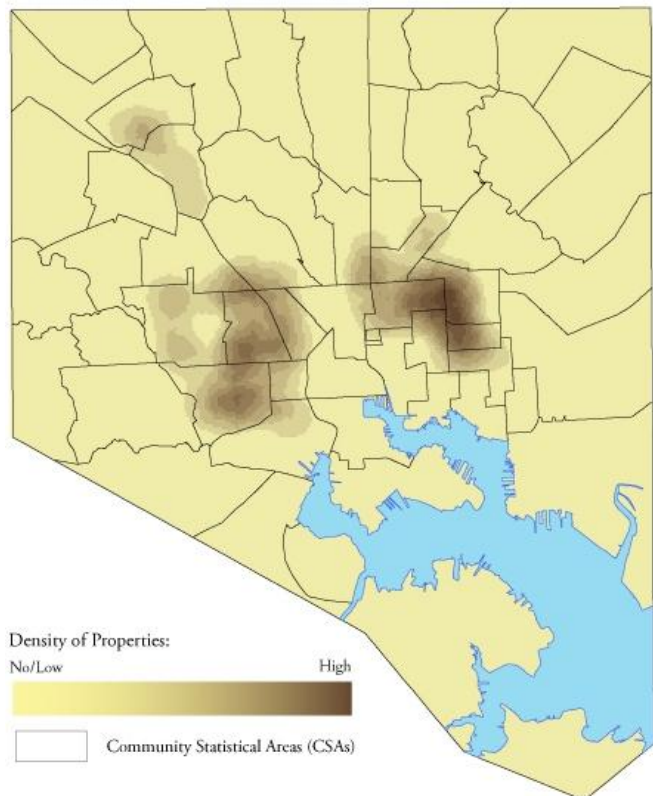 Density of Properties:
No/Low High
Community Statistical Areas (CSAs)